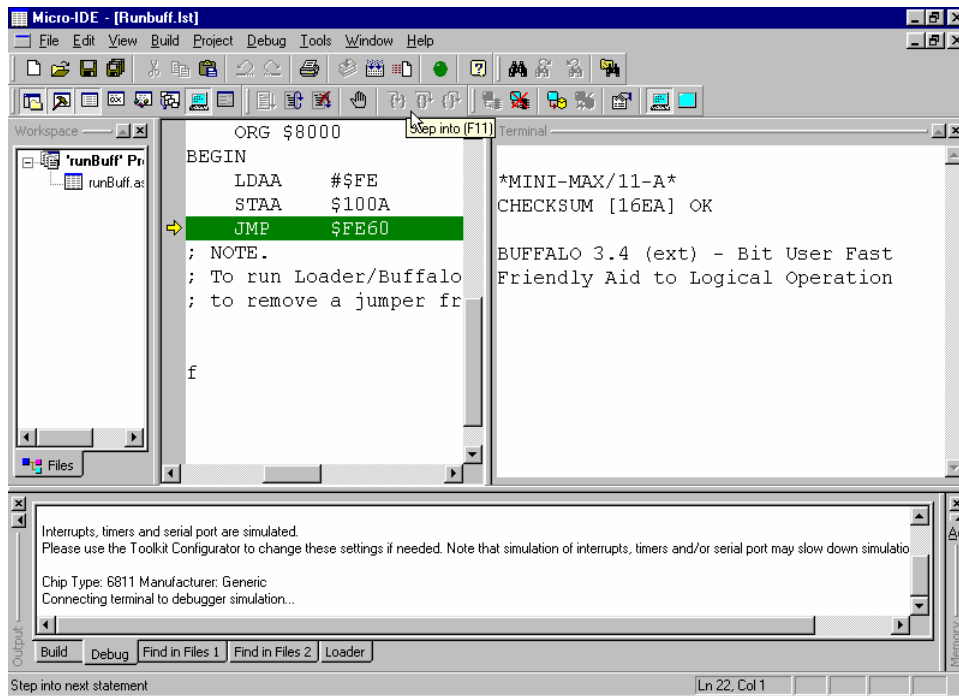 Micro-IDE - [Runbuff.lst]
File Edit View Build Project Debug Tools Window Help
Workspace
'runBuff' Pr
runBuff.as
Files
ORG $8000
BEGIN
LDAA #$FE
STAA $100A
JMP $FE60
; NOTE.
; To run Loader/Buffalo
; to remove a jumper fr
f
Step into (F11)
Terminal
*MINI-MAX/11-A*
CHECKSUM [16EA] OK
BUFFALO 3.4 (ext) - Bit User Fast
Friendly Aid to Logical Operation
Output
Interrupts, timers and serial port are simulated.
Please use the Toolkit Configurator to change these settings if needed. Note that simulation of interrupts, timers and/or serial port may slow down simulatio
Chip Type: 6811 Manufacturer: Generic
Connecting terminal to debugger simulation...
Build Debug Find in Files 1 Find in Files 2 Loader
Memory
Step into next statement
Ln 22, Col 1